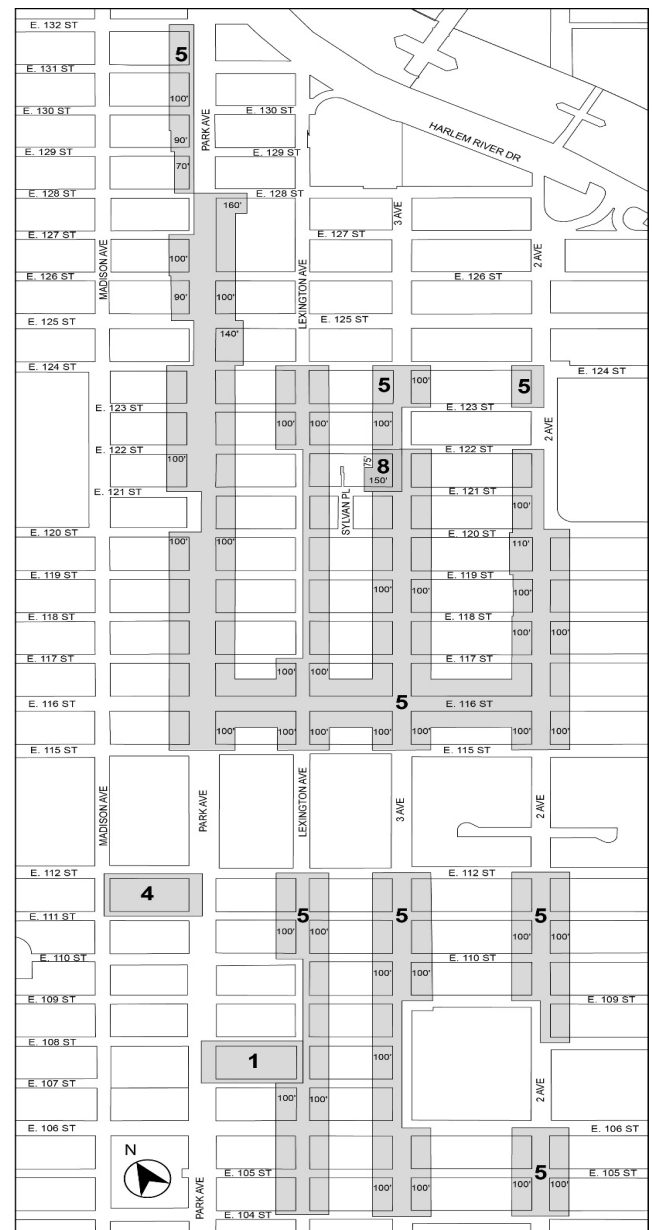 E. 132 ST
5
E. 131 ST
100'
E. 130 ST
E. 130 ST
PARK AVE
HARLEM RIVER DR
90'
E. 129 ST
E. 129 ST
70'
E. 128 ST
E. 128 ST
160'
3 AVE
E. 127 ST
E. 127 ST
MADISON AVE
100'
LEXINGTON AVE
2 AVE
E. 126 ST
E. 126 ST
90'
100'
E. 125 ST
E. 125 ST
140'
E. 124 ST
E. 124 ST
5
100'
5
E. 123 ST
E. 123 ST
100'
100'
100'
2 AVE
E. 122 ST
E. 122 ST
100'
75'
8
150'
E. 121 ST
E. 121 ST
SYLVAN PL
100'
E. 120 ST
E. 120 ST
100'
100'
110'
E. 119 ST
E. 119 ST
100'
100'
100'
E. 118 ST
E. 118 ST
100'
100'
E. 117 ST
E. 117 ST
100'
100'
E. 116 ST
5
E. 116 ST
100'
100'
100'
100'
100'
100'
100'
E. 115 ST
E. 115 ST
MADISON AVE
PARK AVE
LEXINGTON AVE
3 AVE
2 AVE
E. 112 ST
E. 112 ST
4
E. 111 ST
5
5
5
100'
100'
100'
100'
E. 110 ST
E. 110 ST
100'
100'
E. 109 ST
E. 109 ST
E. 108 ST
1
100'
E. 107 ST
100'
100'
2 AVE
E. 106 ST
E. 106 ST
N
E. 105 ST
5
E. 105 ST
PARK AVE
100'
100'
100'
100'
E. 104 ST